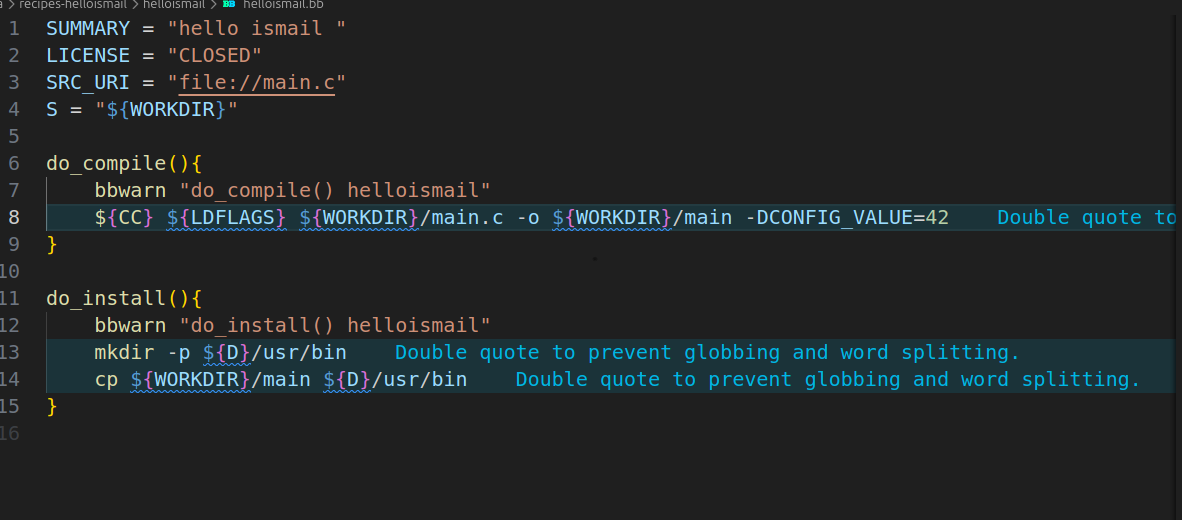 recipes-helloismail > helloismail > helloismail.bb
1 SUMMARY = "hello ismail "
2 LICENSE = "CLOSED"
3 SRC_URI = "file://main.c"
4 S = "${WORKDIR}"
5
6 do_compile(){
7     bbwarn "do_compile() helloismail"
8     ${CC} ${LDFLAGS} ${WORKDIR}/main.c -o ${WORKDIR}/main -DCONFIG_VALUE=42    Double quote to
9 }
10
11 do_install(){
12     bbwarn "do_install() helloismail"
13     mkdir -p ${D}/usr/bin    Double quote to prevent globbing and word splitting.
14     cp ${WORKDIR}/main ${D}/usr/bin    Double quote to prevent globbing and word splitting.
15 }
16